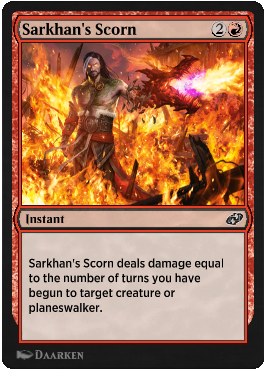 Sarkhan's Scorn 2
Instant
Sarkhan's Scorn deals damage equal
to the number of turns you have
begun to target creature or
planeswalker.
DAARKEN